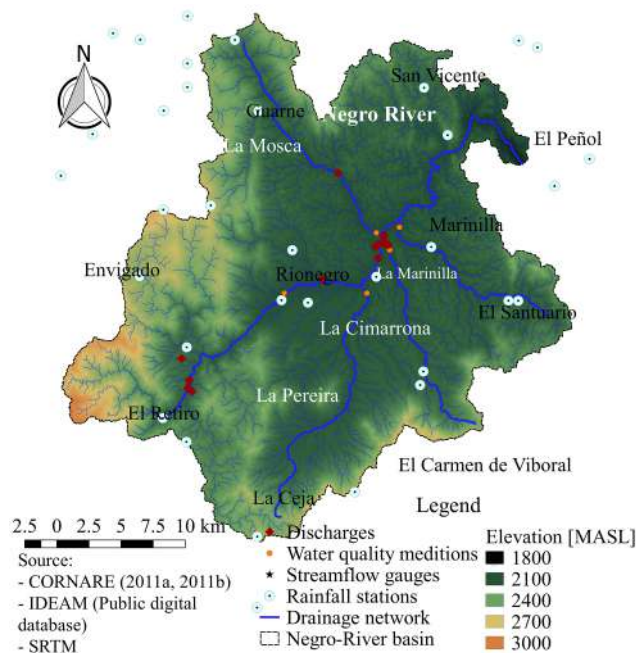 N
San Vicente
Guarne
Negro River
El Peñol
La Mosca
Marinilla
Envigado
Rionegro
La Marinilla
El Santuario
La Cimarrona
La Pereira
El Retiro
El Carmen de Viboral
La Ceja
Legend
2.5 0 2.5 5 7.5 10 km
Discharges
Water quality meditions
Streamflow gauges
Rainfall stations
Drainage network
Negro-River basin
Elevation [MASL]
1800
2100
2400
2700
3000
Source:
- CORNARE (2011a, 2011b)
- IDEAM (Public digital
database)
- SRTM